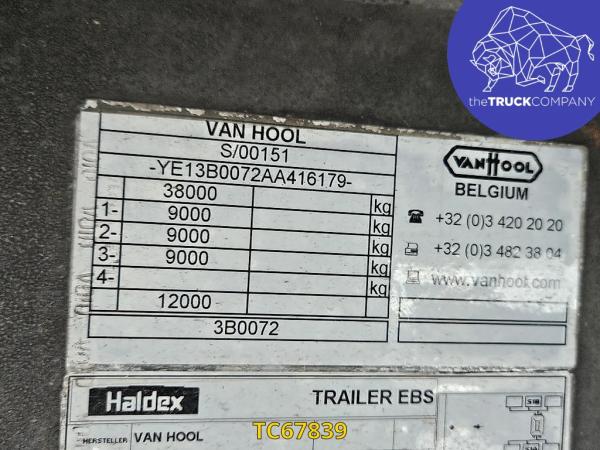 theTRUCKCOMPANY
VAN HOOL
S/00151
-YE13B0072AA416179-
38000 kg
1- 9000 kg
2- 9000 kg
3- 9000 kg
4- kg
12000
3B0072
VANHOOL
BELGIUM
+32 (0)3 420 20 20
+32 (0)3 482 38 04
www.vanhool.com
Haldex TRAILER EBS
HERSTELLER VAN HOOL
TC67839
S1B